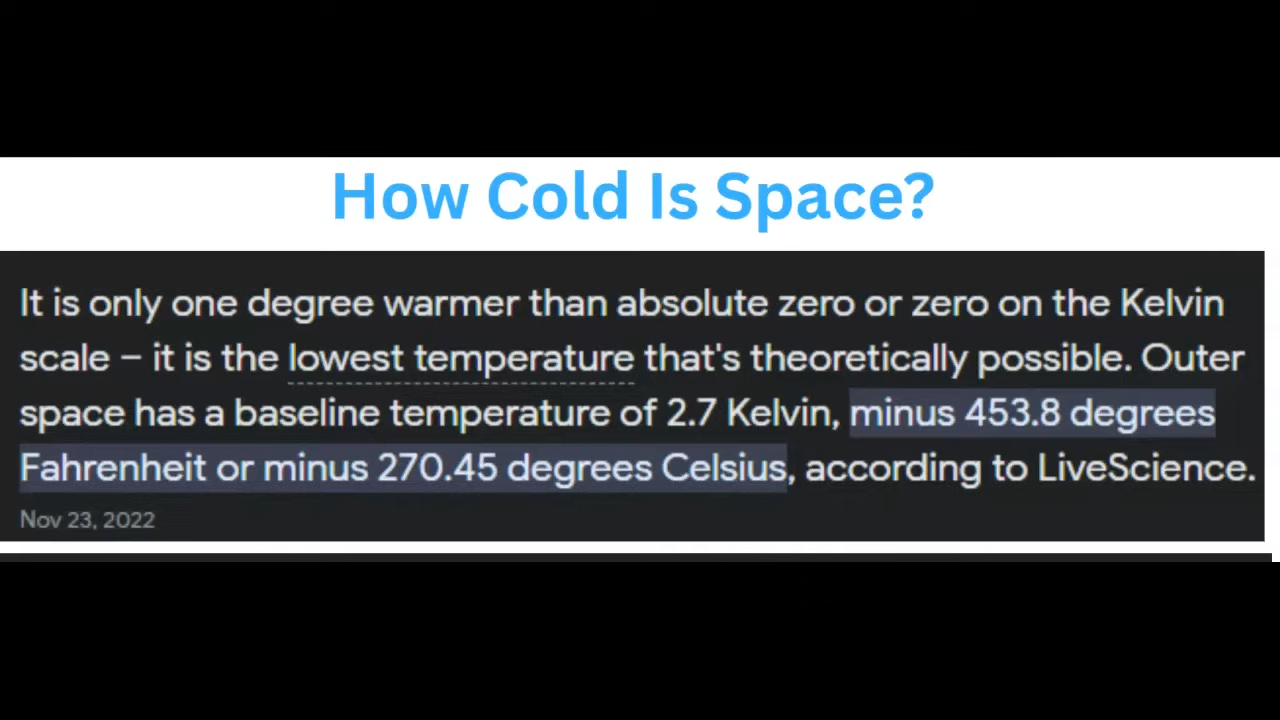 How Cold Is Space?
It is only one degree warmer than absolute zero or zero on the Kelvin
scale – it is the lowest temperature that's theoretically possible. Outer
space has a baseline temperature of 2.7 Kelvin, minus 453.8 degrees
Fahrenheit or minus 270.45 degrees Celsius, according to LiveScience.
Nov 23, 2022